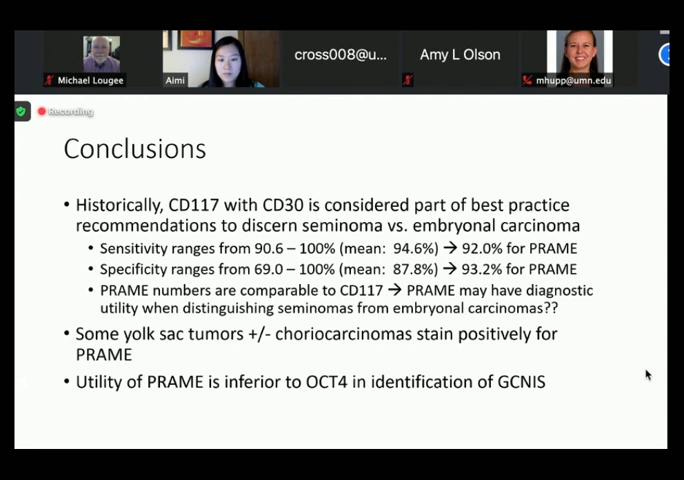 cross008@u...
Amy L Olson
Michael Lougee
Aimi
mhupp@umn.edu
Recording
Conclusions
• Historically, CD117 with CD30 is considered part of best practice
recommendations to discern seminoma vs. embryonal carcinoma
• Sensitivity ranges from 90.6 – 100% (mean: 94.6%) → 92.0% for PRAME
• Specificity ranges from 69.0 – 100% (mean: 87.8%) → 93.2% for PRAME
• PRAME numbers are comparable to CD117 → PRAME may have diagnostic
utility when distinguishing seminomas from embryonal carcinomas??
• Some yolk sac tumors +/- choriocarcinomas stain positively for
PRAME
• Utility of PRAME is inferior to OCT4 in identification of GCNIS